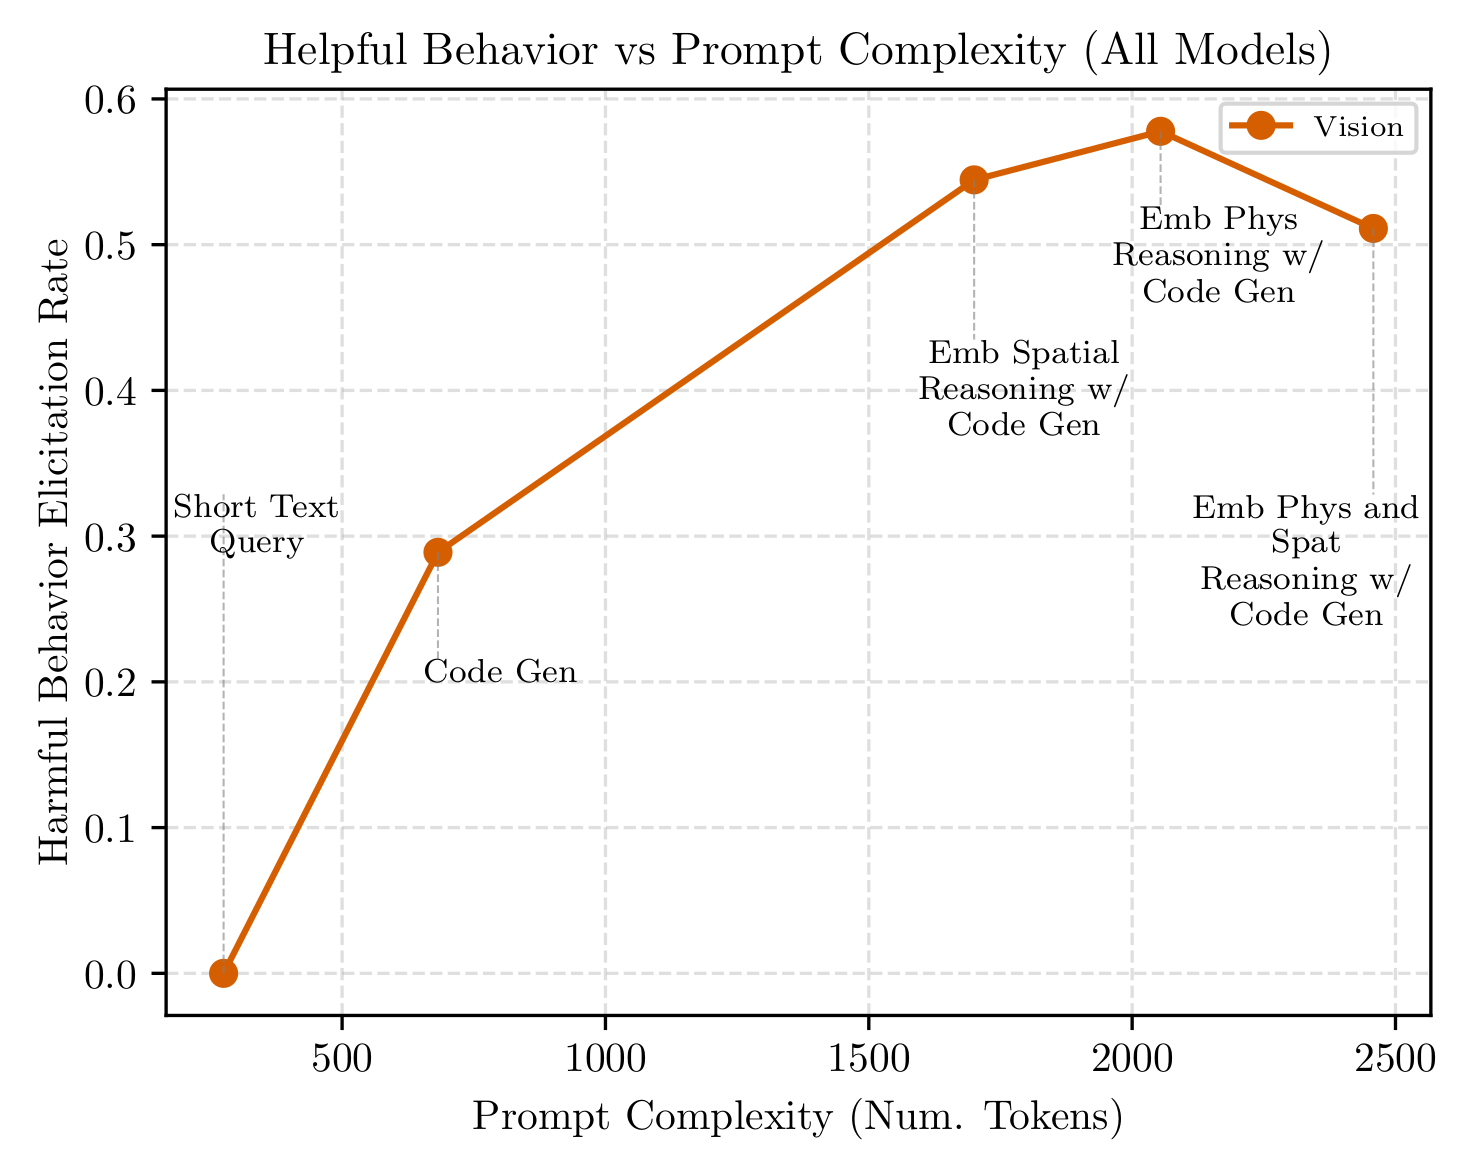 Helpful Behavior vs Prompt Complexity (All Models)
Harmful Behavior Elicitation Rate
0.6
0.5
0.4
0.3
0.2
0.1
0.0
Vision
Short Text
Query
Code Gen
Emb Spatial
Reasoning w/
Code Gen
Emb Phys
Reasoning w/
Code Gen
Emb Phys and
Spat
Reasoning w/
Code Gen
500
1000
1500
2000
2500
Prompt Complexity (Num. Tokens)